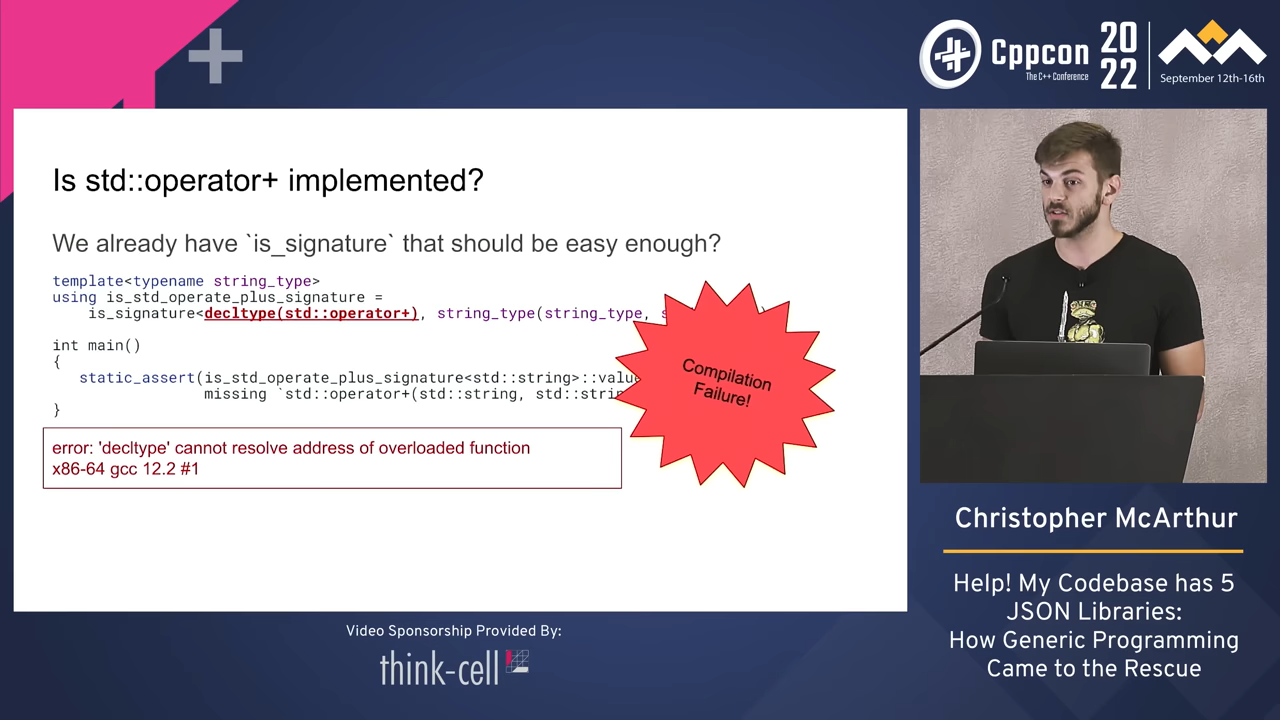 Cppcon
The C++ Conference
20
22
September 12th-16th
Is std::operator+ implemented?
We already have `is_signature` that should be easy enough?
template<typename string_type>
using is_std_operate_plus_signature =
is_signature<decltype(std::operator+), string_type(string_type, s
int main()
{
static_assert(is_std_operate_plus_signature<std::string>::value
missing `std::operator+(std::string, std::strin
}
Compilation
Failure!
error: 'decltype' cannot resolve address of overloaded function
x86-64 gcc 12.2 #1
Christopher McArthur
Help! My Codebase has 5
JSON Libraries:
How Generic Programming
Came to the Rescue
Video Sponsorship Provided By:
think-cell